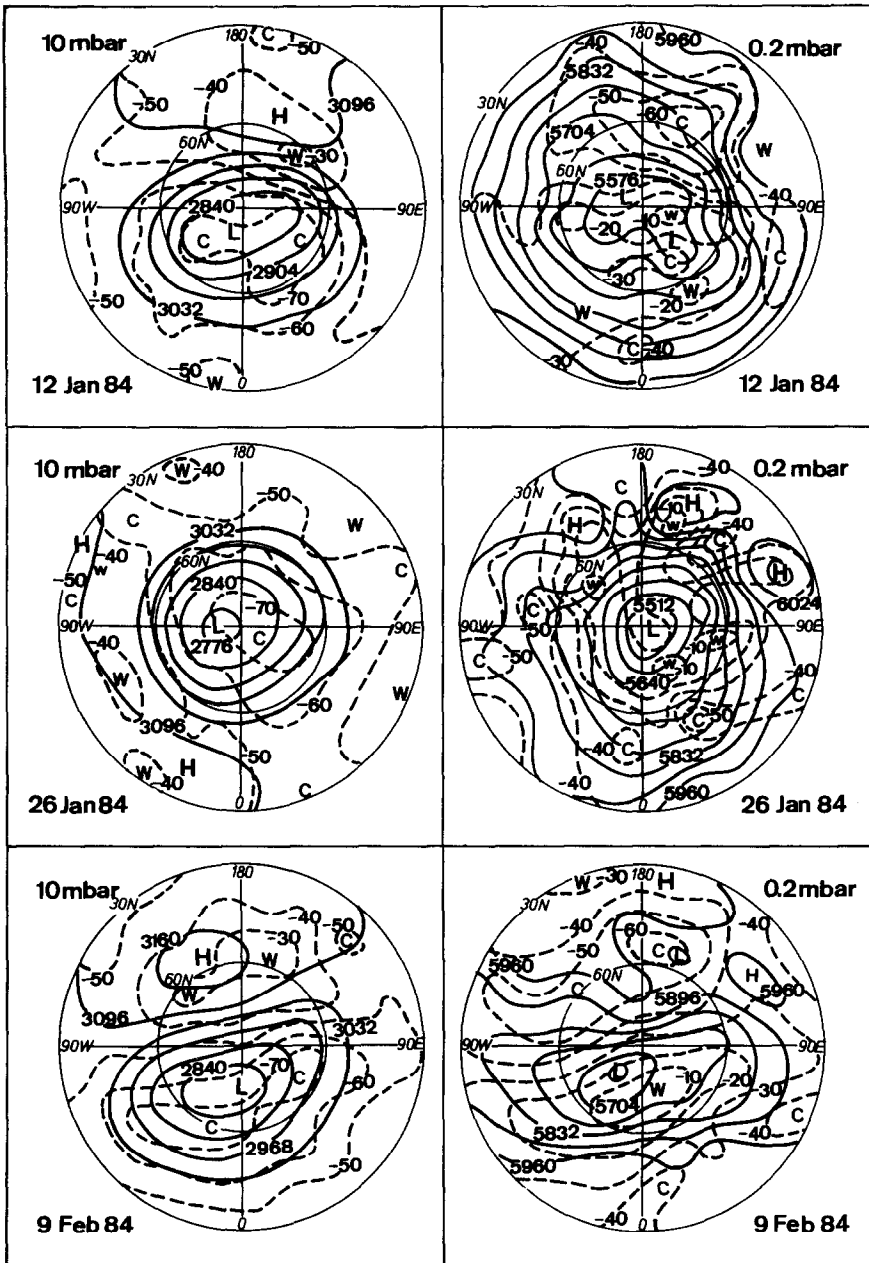 10 mbar
180
C
-50
30N
-40
3096
-50
H
60N
W
-30
90W
2840
90E
C
L
C
2904
-50
3032
-70
-60
-50
W
0
12 Jan 84
180
5960
0.2 mbar
-40
5832
30N
-50
-60
C
5704
W
60N
5576
-40
90W
L
90E
-10
W
-20
L
C
C
-30
W
-20
W
C
-40
-30
0
12 Jan 84
10 mbar
180
W
-40
30N
-50
C
W
3032
H
-40
60N
W
2840
-50
C
C
-70
90W
L
90E
2776
C
-40
W
W
-60
3096
-50
W
H
-40
C
0
26 Jan 84
180
-40
0.2 mbar
C
30N
H
-10
H
W
-40
C
60N
W
H
5512
6024
C
90W
-50
L
90E
W
-10
C
-50
W
-10
5640
-40
C
C
-50
-40
C
5832
5960
0
26 Jan 84
10 mbar
180
30N
-40
-50
3160
-30
C
H
W
-50
60N
W
3096
3032
90W
90E
2840
-70
C
L
-60
C
2968
-50
0
9 Feb 84
180
W
-30
H
0.2 mbar
30N
-60
-40
-40
C
L
-50
H
5960
60N
C
5896
5960
90W
90E
L
-10
-20
W
-30
5704
C
5832
-40
5960
C
-40
0
9 Feb 84